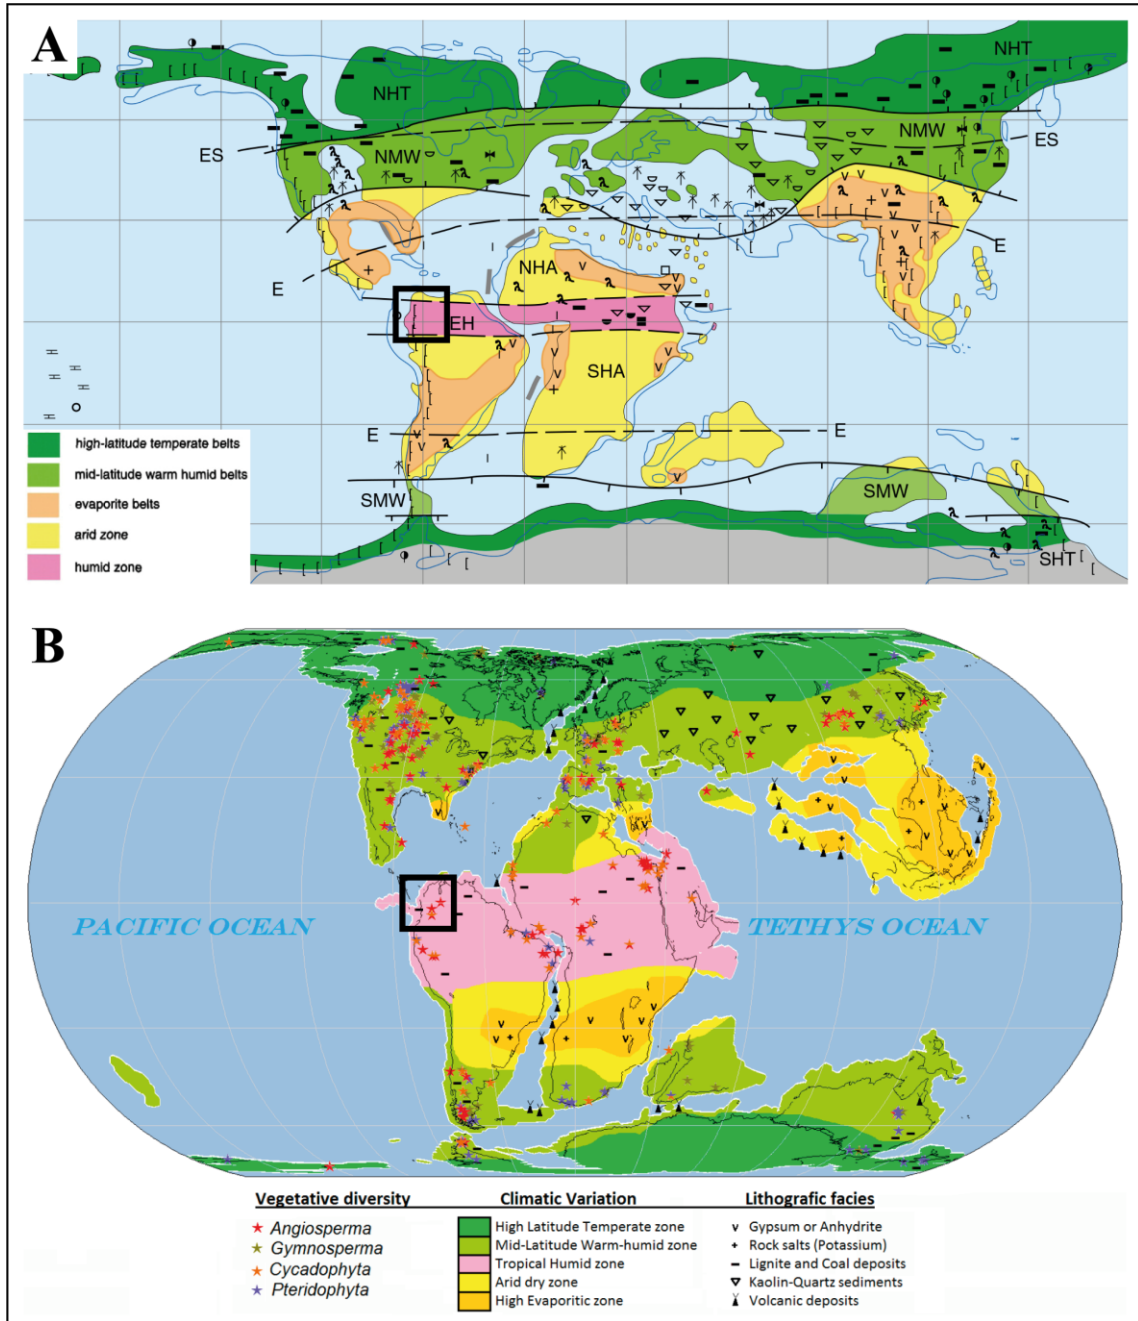 A
NHT
NHT
NMW
NMW
ES
ES
E
E
NHA
EH
SHA
E
E
SMW
SMW
SHT
high-latitude temperate belts
mid-latitude warm humid belts
evaporite belts
arid zone
humid zone
B
PACIFIC OCEAN
TETHYS OCEAN
Vegetative diversity
Climatic Variation
Lithografic facies
Angiosperma
Gymnosperma
Cycadophyta
Pteridophyta
High Latitude Temperate zone
Mid-Latitude Warm-humid zone
Tropical Humid zone
Arid dry zone
High Evaporitic zone
Gypsum or Anhydrite
Rock salts (Potassium)
Lignite and Coal deposits
Kaolin-Quartz sediments
Volcanic deposits